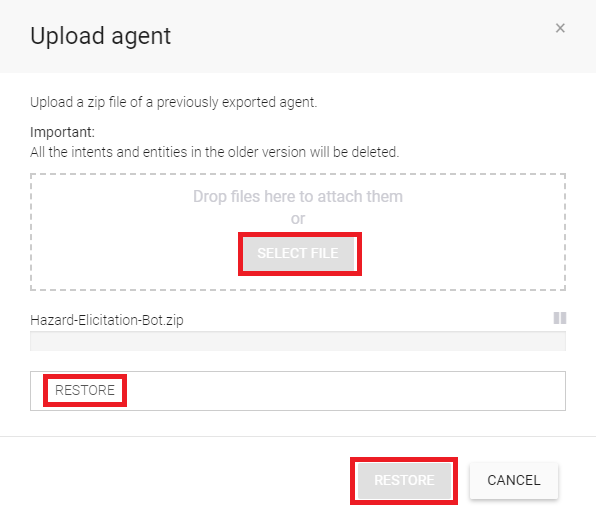 Upload agent
×
Upload a zip file of a previously exported agent.
Important:
All the intents and entities in the older version will be deleted.
Drop files here to attach them
or
SELECT FILE
Hazard-Elicitation-Bot.zip
RESTORE
RESTORE CANCEL